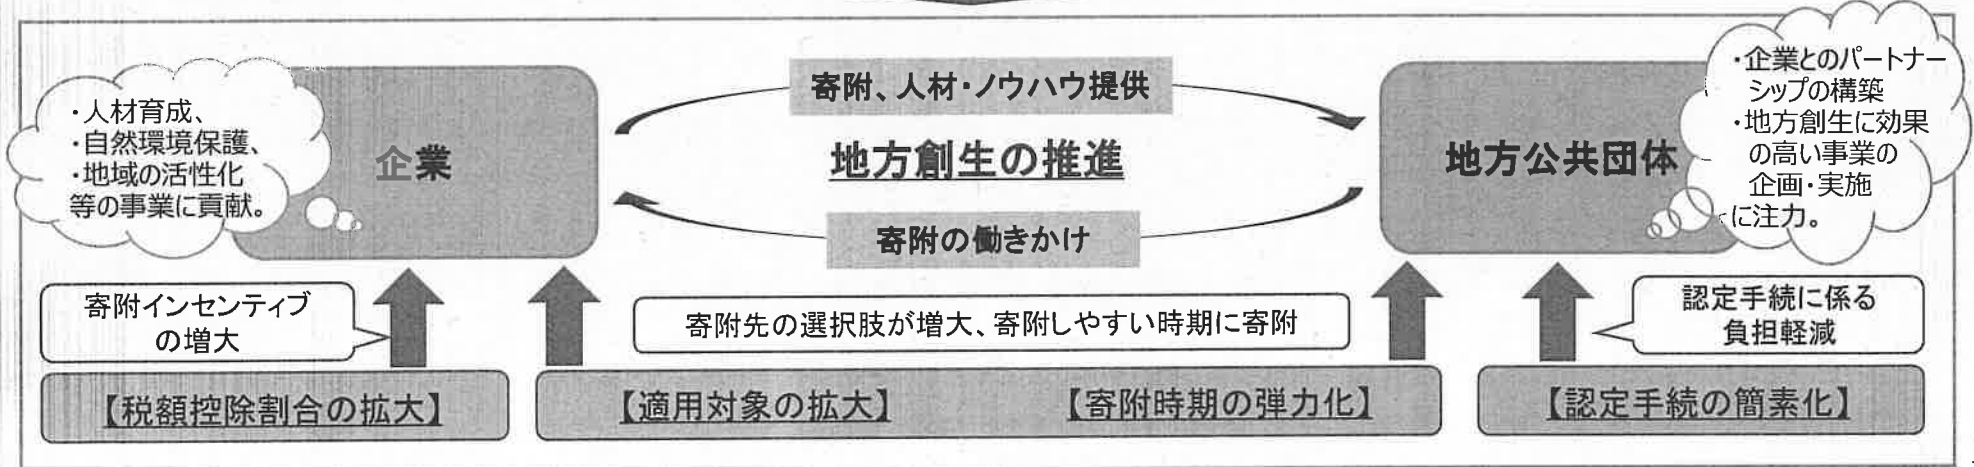 ・人材育成、
・自然環境保護、
・地域の活性化
等の事業に貢献。
企業
寄附、人材・ノウハウ提供
地方創生の推進
寄附の働きかけ
地方公共団体
・企業とのパートナー
シップの構築
・地方創生に効果
の高い事業の
企画・実施
に注力。
寄附インセンティブ
の増大
寄附先の選択肢が増大、寄附しやすい時期に寄附
認定手続に係る
負担軽減
【税額控除割合の拡大】
【適用対象の拡大】
【寄附時期の弾力化】
【認定手続の簡素化】